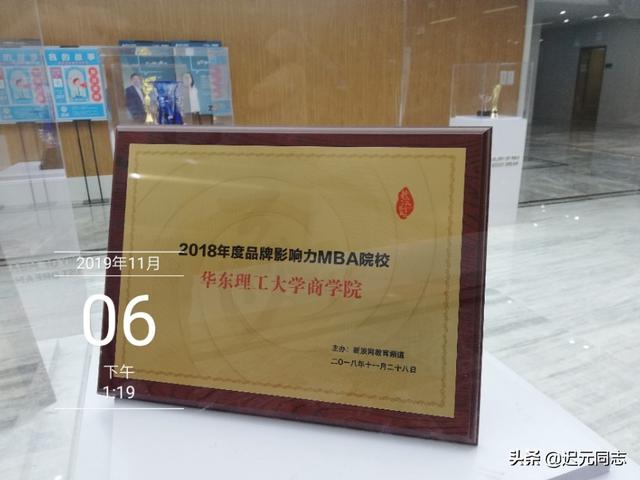 2018年度品牌影响力MBA院校
华东理工大学商学院
主办：新浪网教育频道
二〇一八年十一月二十八日
2019年11月
06
下午
1:19
头条 @迟元同志